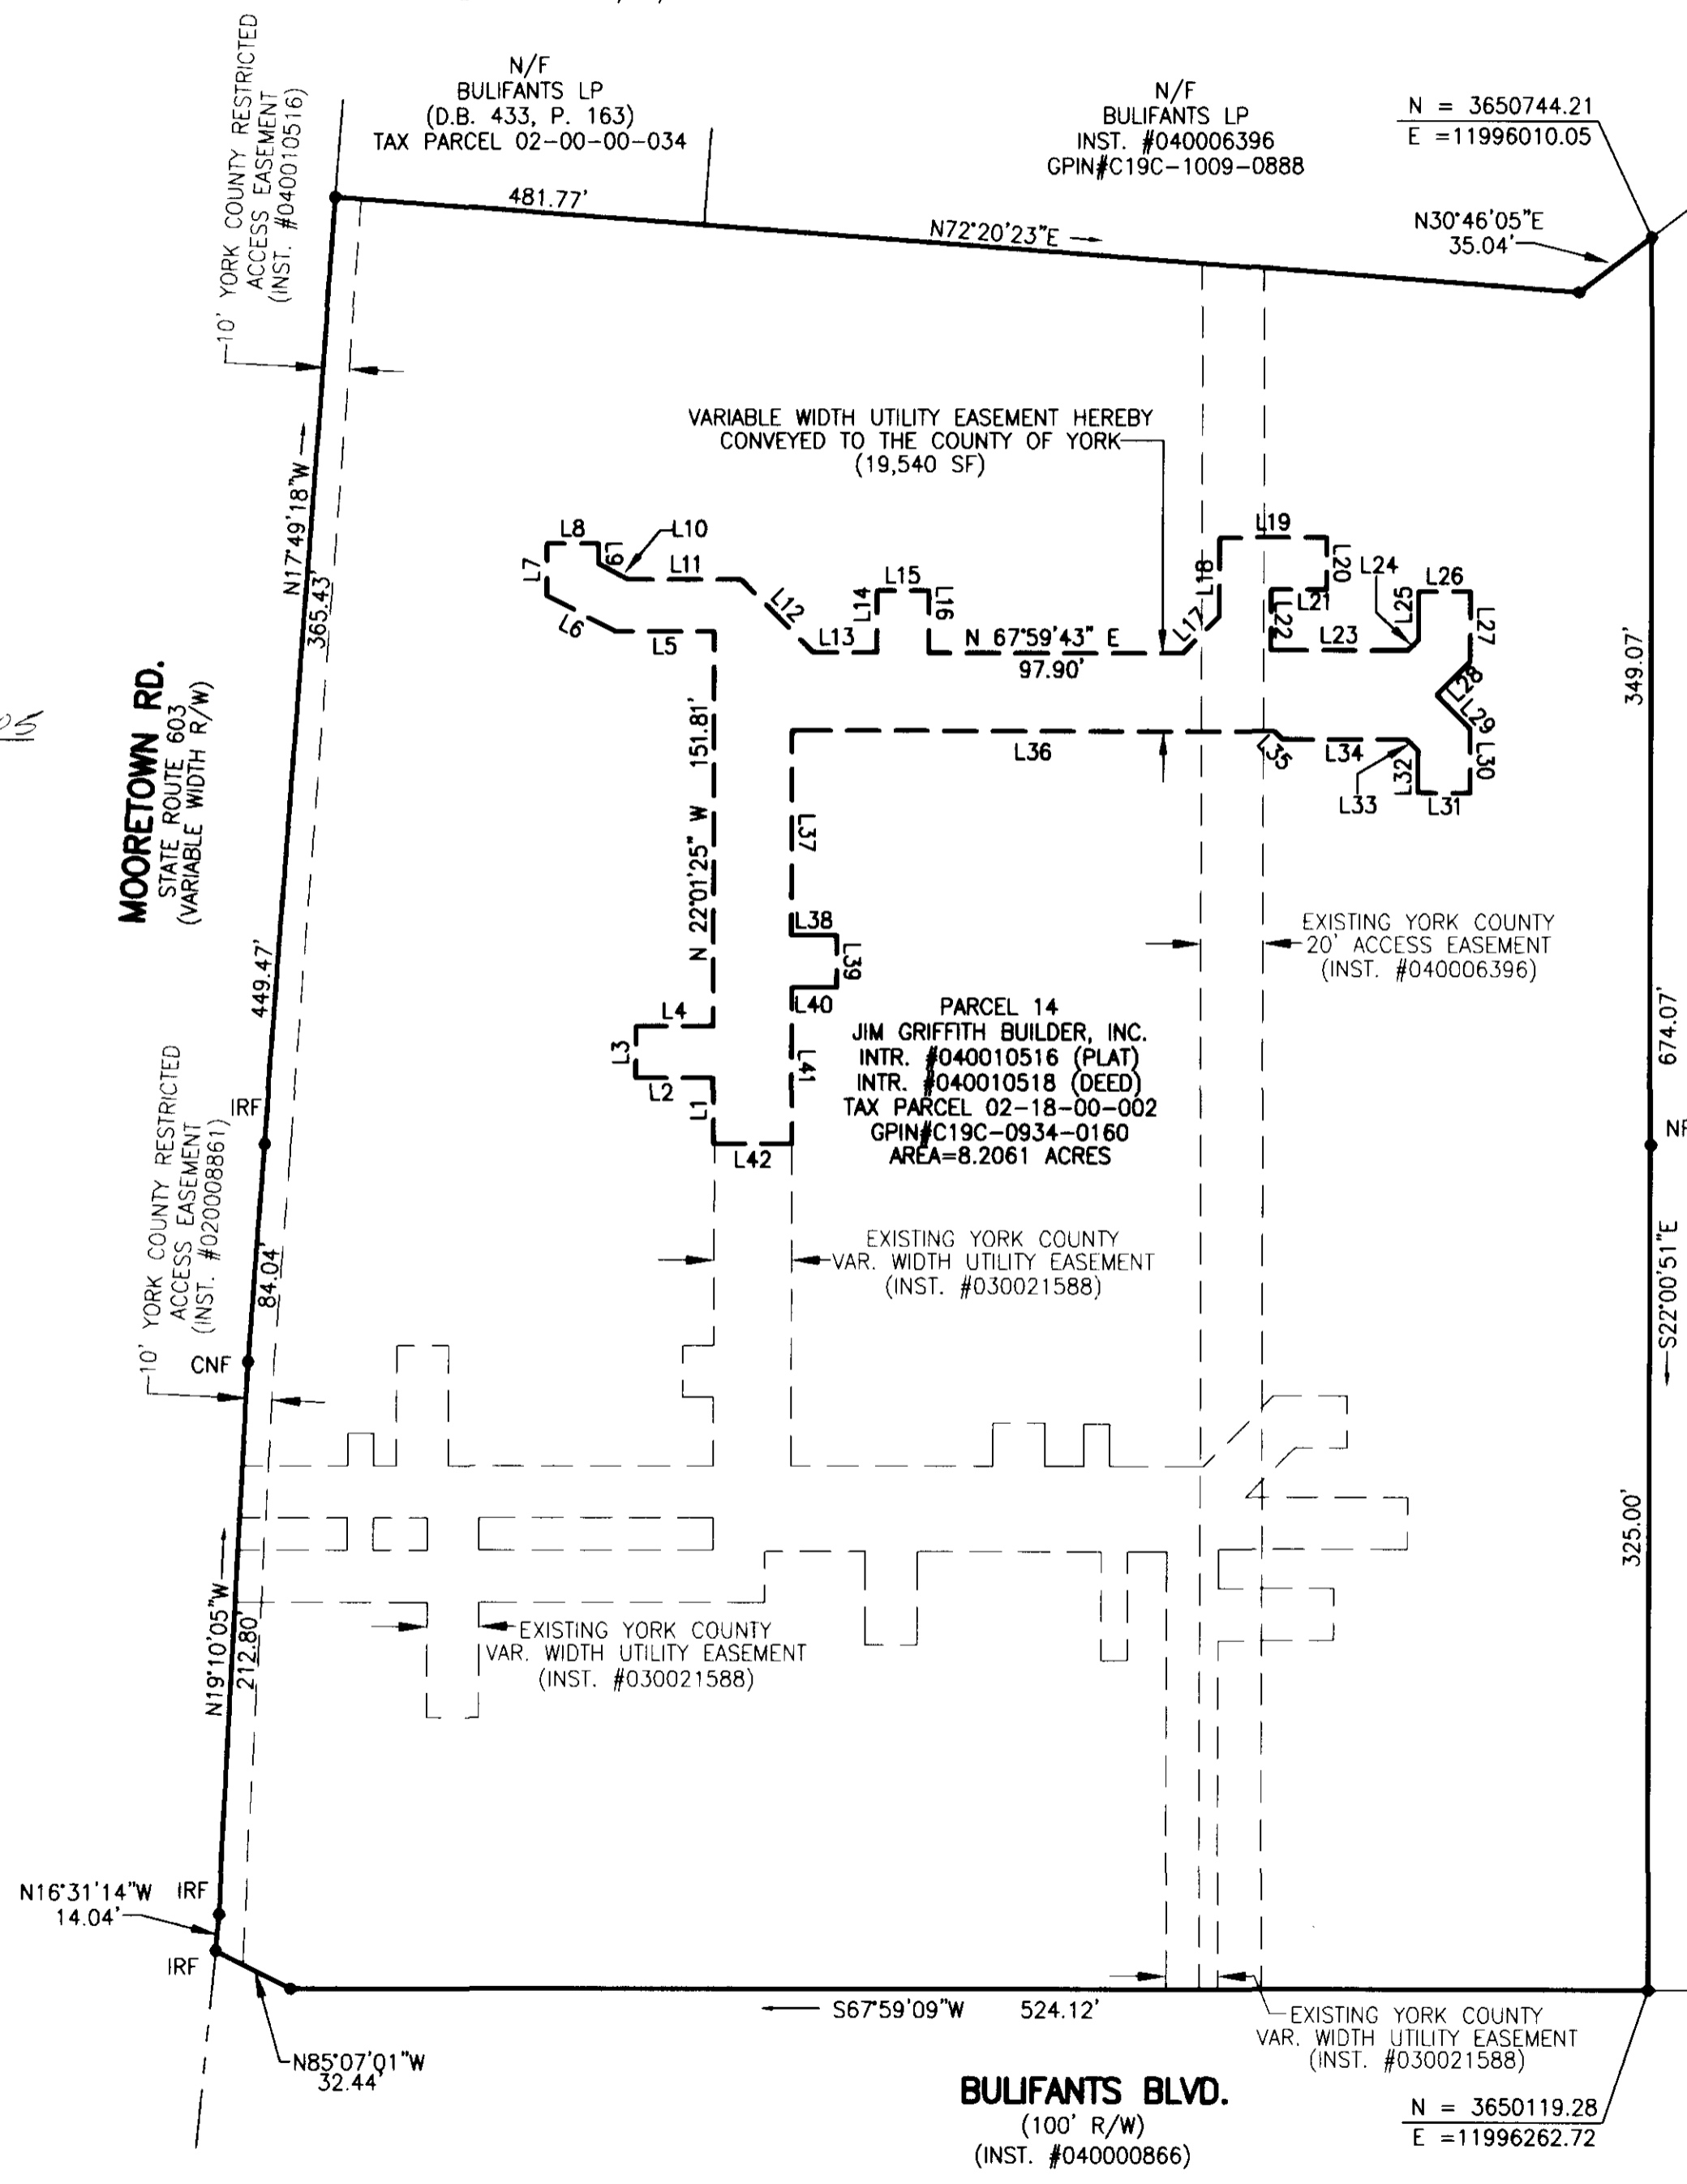 10' YORK COUNTY RESTRICTED
ACCESS EASEMENT
(INST. #040010516)
N/F
BULIFANTS LP
(D.B. 433, P. 163)
TAX PARCEL 02-00-00-034
N/F
BULIFANTS LP
INST. #040006396
GPIN#C19C-1009-0888
N = 3650744.21
E =11996010.05
481.77'
N72°20'23"E
N30°46'05"E
35.04'
VARIABLE WIDTH UTILITY EASEMENT HEREBY
CONVEYED TO THE COUNTY OF YORK
(19,540 SF)
N17°49'18"W
365.43'
L8
L10
L9
L7
L11
L6
L5
L12
L13
L14
L15
L16
N 67°59'43" E
97.90'
L17
L18
L19
L20
L21
L22
L23
L24
L25
L26
L27
L28
L29
L30
L31
L32
L33
L34
L35
L36
349.07'
MOORETOWN RD.
STATE ROUTE 603
(VARIABLE WIDTH R/W)
N 22°01'25" W 151.81'
L37
L38
L39
L40
L41
L4
L3
L2
L1
L42
449.47'
EXISTING YORK COUNTY
20' ACCESS EASEMENT
(INST. #040006396)
PARCEL 14
JIM GRIFFITH BUILDER, INC.
INTR. #040010516 (PLAT)
INTR. #040010518 (DEED)
TAX PARCEL 02-18-00-002
GPIN#C19C-0934-0160
AREA=8.2061 ACRES
674.07'
IRF
10' YORK COUNTY RESTRICTED
ACCESS EASEMENT
(INST. #020008861)
84.04'
CNF
EXISTING YORK COUNTY
VAR. WIDTH UTILITY EASEMENT
(INST. #030021588)
S22°00'51"E
325.00'
N19°10'05"W
212.80'
EXISTING YORK COUNTY
VAR. WIDTH UTILITY EASEMENT
(INST. #030021588)
N16°31'14"W
14.04'
IRF
IRF
S67°59'09"W 524.12'
N85°07'01"W
32.44'
EXISTING YORK COUNTY
VAR. WIDTH UTILITY EASEMENT
(INST. #030021588)
BULIFANTS BLVD.
(100' R/W)
(INST. #040000866)
N = 3650119.28
E =11996262.72